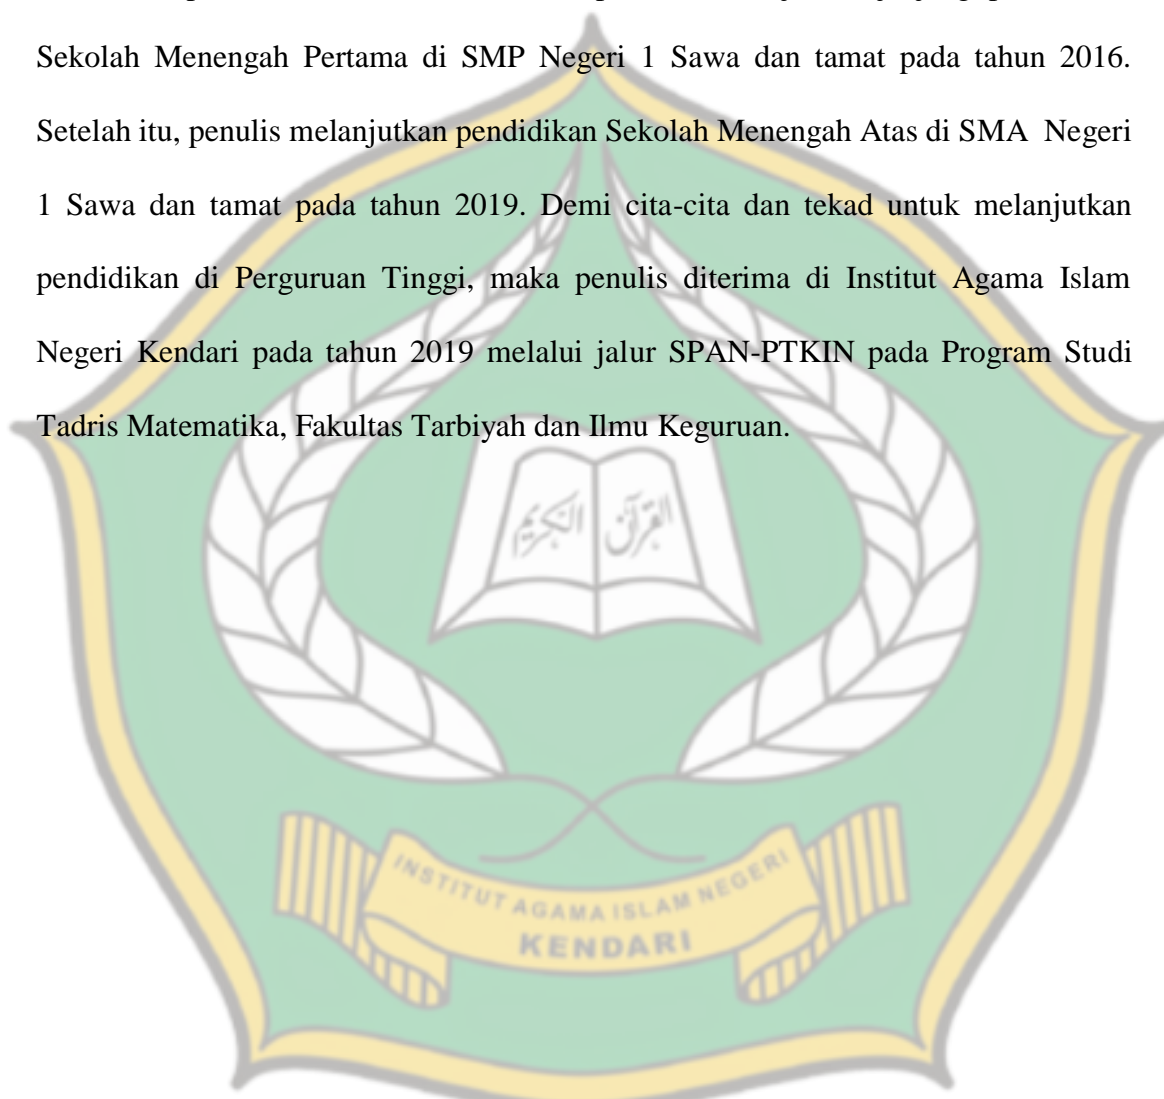 Sekolah Menengah Pertama di SMP Negeri 1 Sawa dan tamat pada tahun 2016.
Setelah itu, penulis melanjutkan pendidikan Sekolah Menengah Atas di SMA Negeri
1 Sawa dan tamat pada tahun 2019. Demi cita-cita dan tekad untuk melanjutkan
pendidikan di Perguruan Tinggi, maka penulis diterima di Institut Agama Islam
Negeri Kendari pada tahun 2019 melalui jalur SPAN-PTKIN pada Program Studi
Tadris Matematika, Fakultas Tarbiyah dan Ilmu Keguruan.
القرآن الكريم
INSTITUT AGAMA ISLAM NEGERI
KENDARI